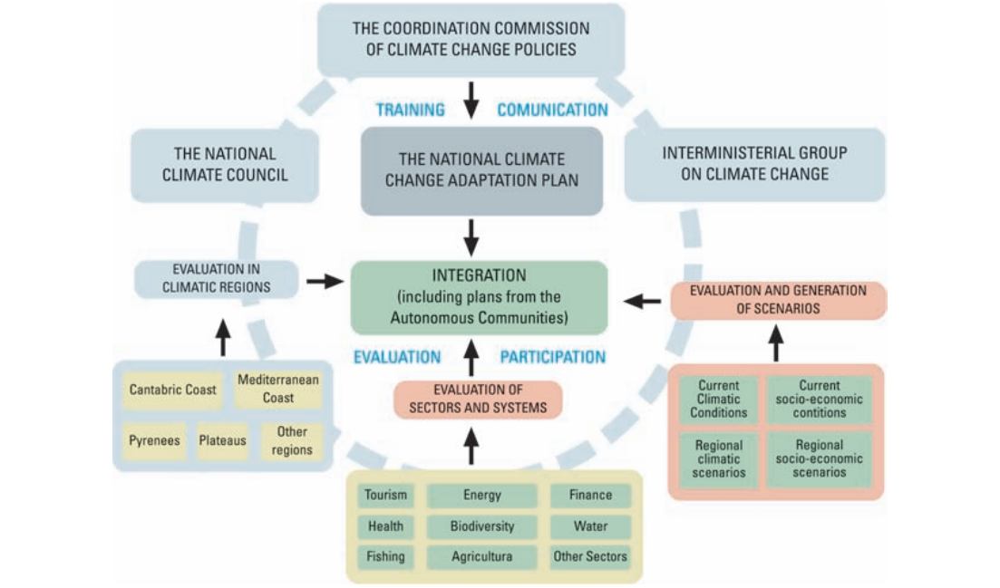 THE COORDINATION COMMISSION
OF CLIMATE CHANGE POLICIES
TRAINING
COMUNICATION
THE NATIONAL
CLIMATE COUNCIL
THE NATIONAL CLIMATE
CHANGE ADAPTATION PLAN
INTERMINISTERIAL GROUP
ON CLIMATE CHANGE
EVALUATION IN
CLIMATIC REGIONS
INTEGRATION
(including plans from the
Autonomous Communities)
EVALUATION AND GENERATION
OF SCENARIOS
EVALUATION
PARTICIPATION
EVALUATION OF
SECTORS AND SYSTEMS
Cantabric Coast
Mediterranean
Coast
Pyrenees
Plateaus
Other
regions
Current
Climatic
Conditions
Current
socio-economic
contitions
Regional
climatic
scenarios
Regional
socio-economic
scenarios
Tourism
Energy
Finance
Health
Biodiversity
Water
Fishing
Agricultura
Other Sectors